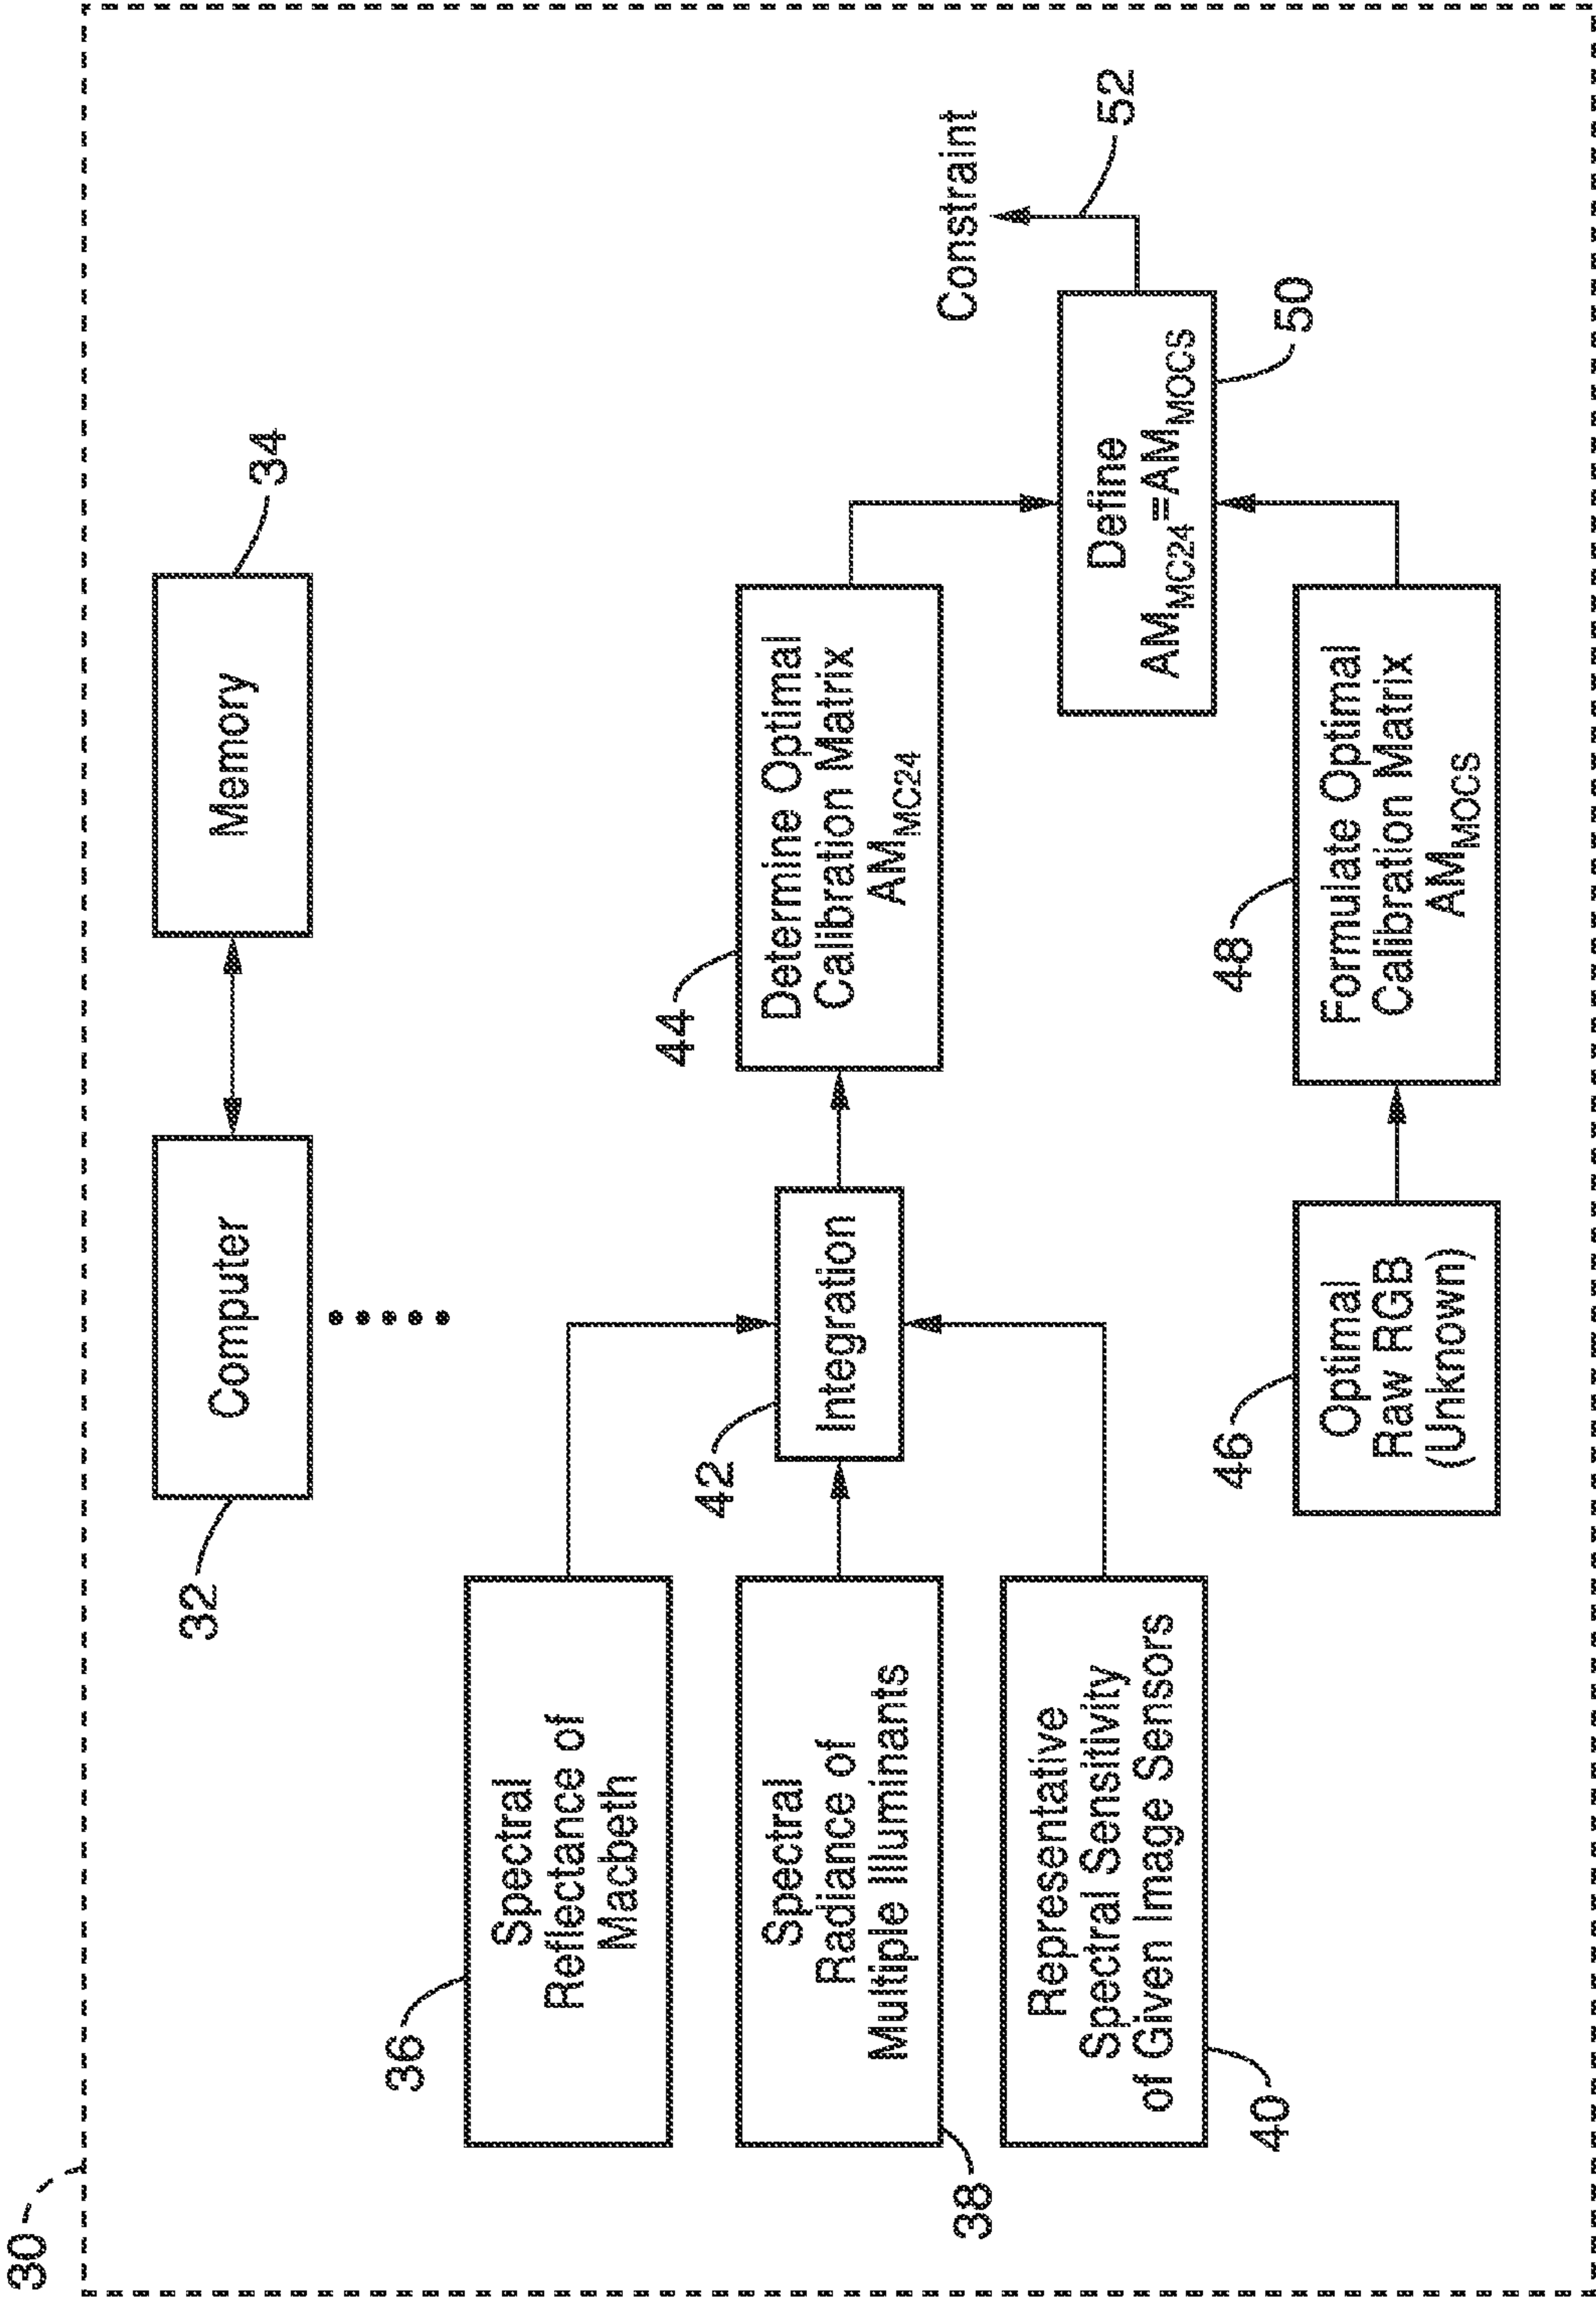 30
32
Computer
Memory
34
36
Spectral
Reflectance of
Macbeth
38
Spectral
Radiance of
Multiple Illuminants
40
Representative
Spectral Sensitivity
of Given Image Sensors
42
Integration
44
Determine Optimal
Calibration Matrix
AM_MC24
46
Optimal
Raw RGB
(Unknown)
48
Formulate Optimal
Calibration Matrix
AM_MOCS
Define
AM_MC24=AM_MOCS
50
Constraint
52